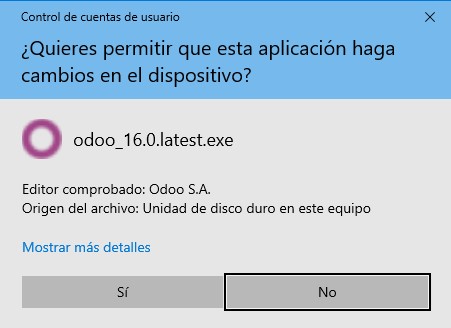 Control de cuentas de usuario
¿Quieres permitir que esta aplicación haga
cambios en el dispositivo?
odoo_16.0.latest.exe
Editor comprobado: Odoo S.A.
Origen del archivo: Unidad de disco duro en este equipo
Mostrar más detalles
Sí
No